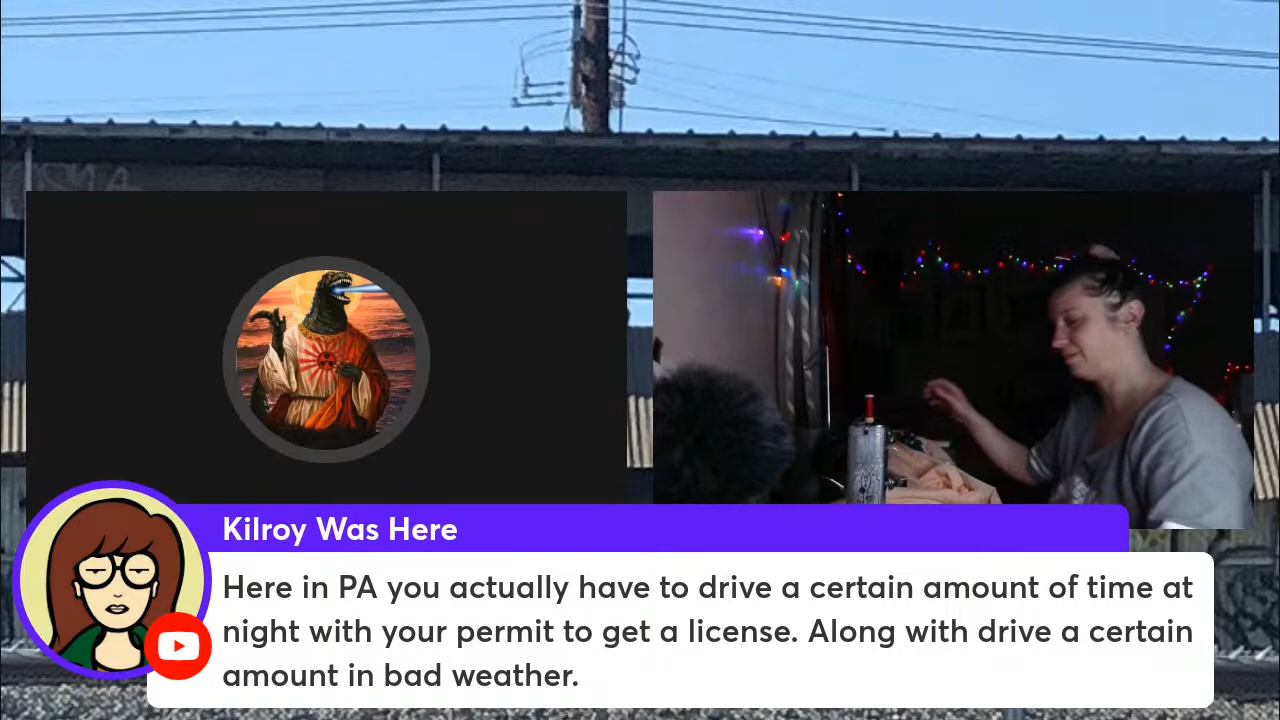 Kilroy Was Here
Here in PA you actually have to drive a certain amount of time at
night with your permit to get a license. Along with drive a certain
amount in bad weather.